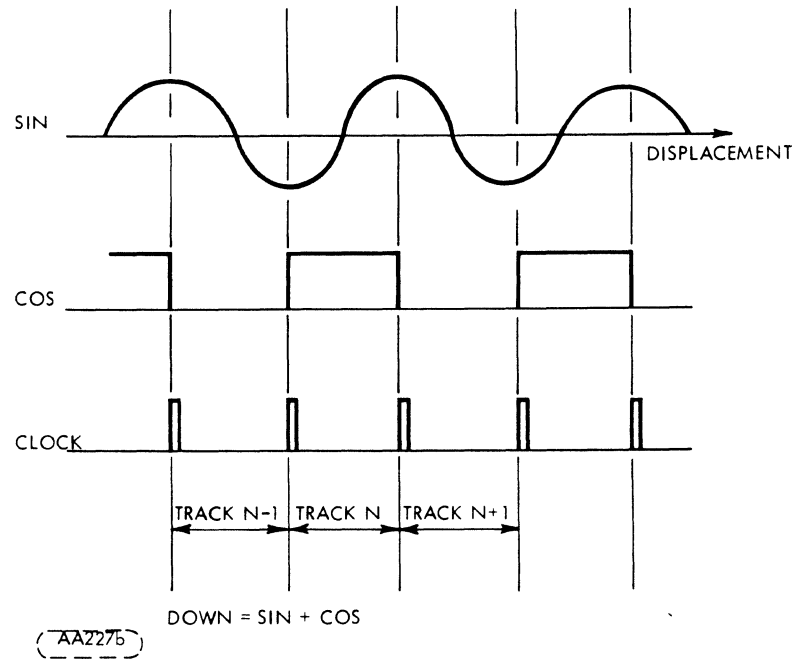 SIN
DISPLACEMENT
COS
CLOCK
TRACK N-1 TRACK N TRACK N+1
DOWN = SIN + COS
AA227b